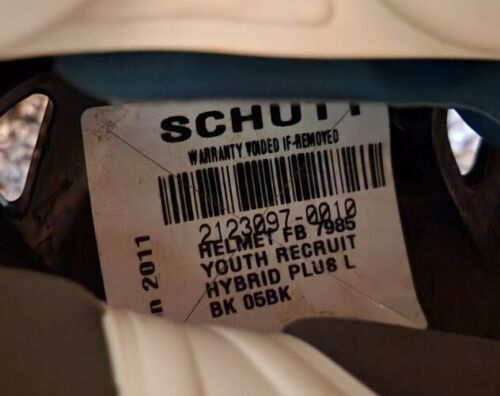 SCHUTT
WARRANTY VOIDED IF REMOVED
2123097-0010
HELMET FB 7985
YOUTH RECRUIT
HYBRID PLUS L
BK 05BK
n 2011